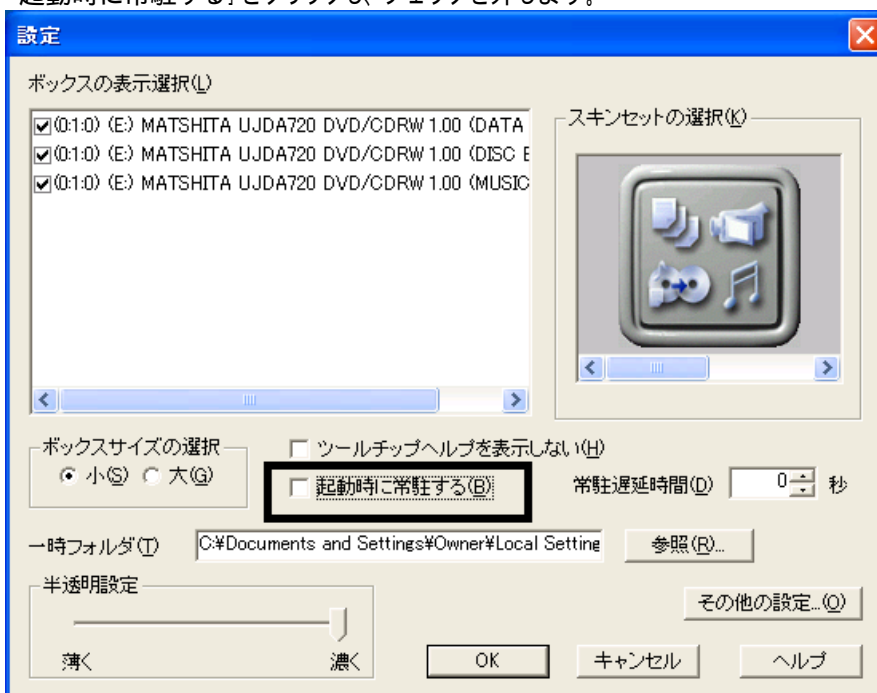 起動時に常駐する」をクリックし、チェックを外します。
設定
ボックスの表示選択(L)
(0:1:0) (E:) MATSHITA UJDA720 DVD/CDRW 1.00 (DATA
(0:1:0) (E:) MATSHITA UJDA720 DVD/CDRW 1.00 (DISC E
(0:1:0) (E:) MATSHITA UJDA720 DVD/CDRW 1.00 (MUSIC
スキンセットの選択(K)
ボックスサイズの選択
小(S) 大(G)
ツールチップヘルプを表示しない(H)
起動時に常駐する(B)
常駐遅延時間(D) 0 秒
一時フォルダ(T) C:¥Documents and Settings¥Owner¥Local Setting 参照(R)...
半透明設定
薄く 濃く
その他の設定...(O)
OK キャンセル ヘルプ